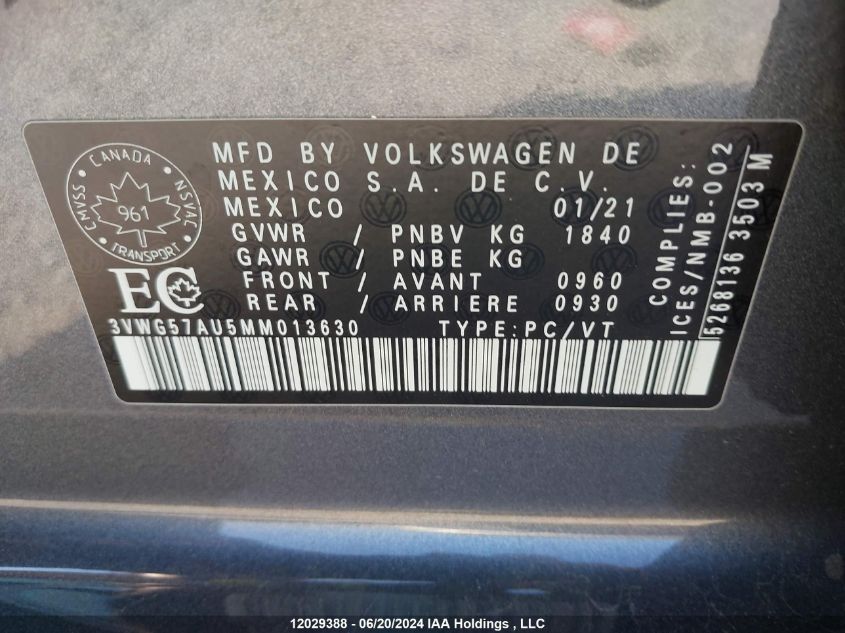 CANADA
CMVSS
NSVAC
961
TRANSPORT
EC
MFD BY VOLKSWAGEN DE
MEXICO S.A. DE C.V.
MEXICO 01/21
GVWR / PNBV KG 1840
GAWR / PNBE KG
FRONT / AVANT 0960
REAR / ARRIERE 0930
3VWG57AU5MM013630 TYPE:PC/VT
COMPLIES:
ICES/NMB-002
5268136 3503 M
12029388 - 06/20/2024 IAA Holdings , LLC